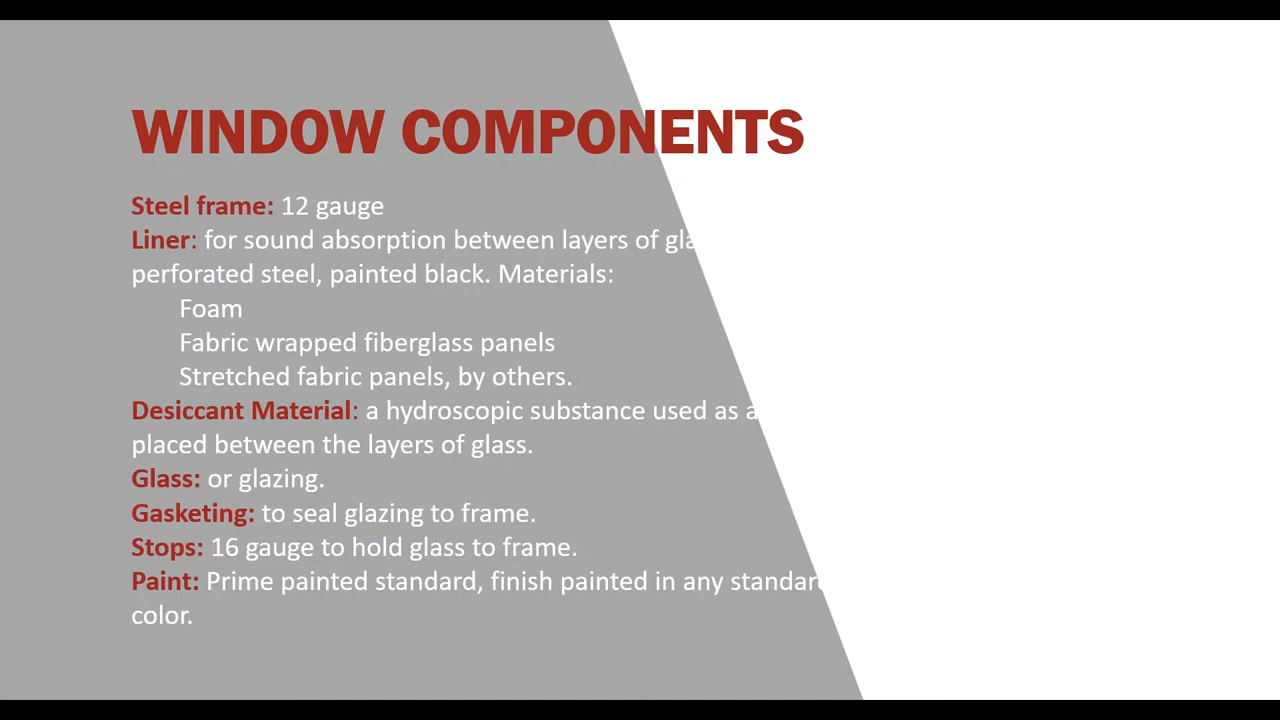 WINDOW COMPONENTS
Steel frame: 12 gauge
Liner: for sound absorption between layers of
perforated steel, painted black. Materials:
Foam
Fabric wrapped fiberglass panels
Stretched fabric panels, by others.
Desiccant Material: a hydroscopic substance used as
placed between the layers of glass.
Glass: or glazing.
Gasketing: to seal glazing to frame.
Stops: 16 gauge to hold glass to frame.
Paint: Prime painted standard, finish painted in any
color.